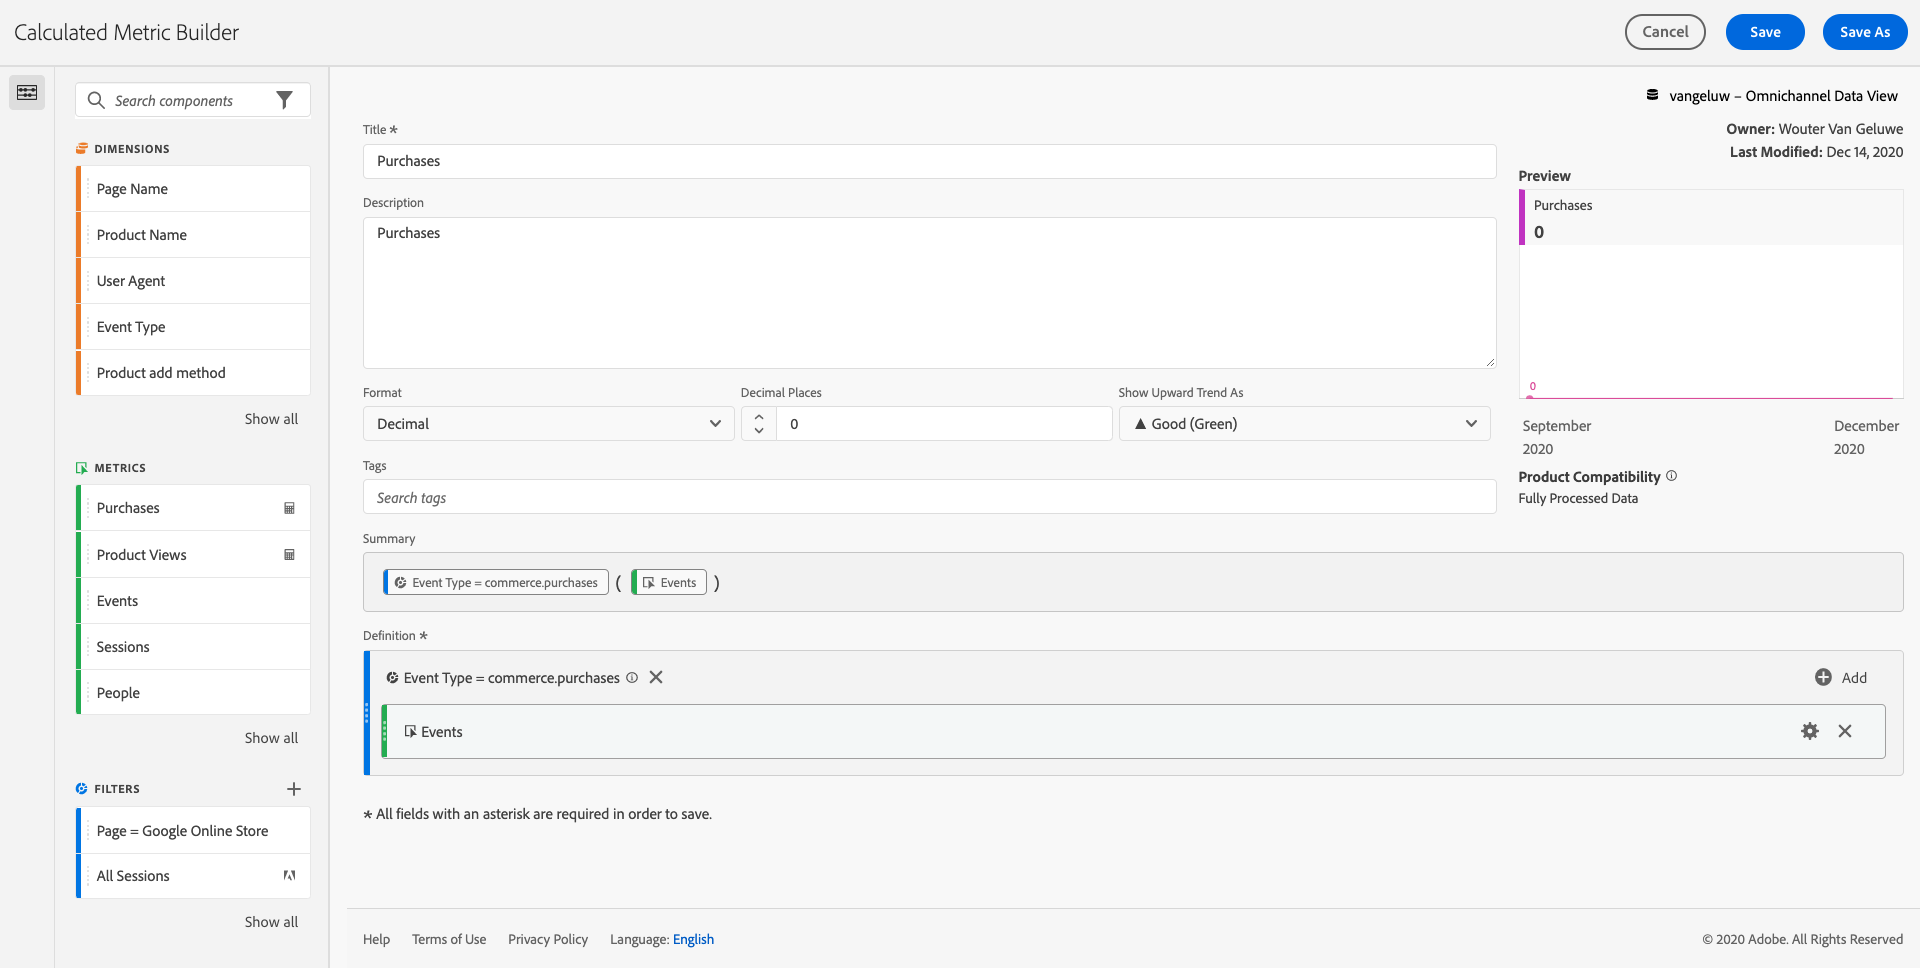 Calculated Metric Builder
Cancel
Save
Save As
Search components
DIMENSIONS
Page Name
Product Name
User Agent
Event Type
Product add method
Show all
METRICS
Purchases
Product Views
Events
Sessions
People
Show all
FILTERS
Page = Google Online Store
All Sessions
Show all
vangeluw – Omnichannel Data View
Owner: Wouter Van Geluwe
Last Modified: Dec 14, 2020
Title *
Purchases
Description
Purchases
Format
Decimal
Decimal Places
0
Show Upward Trend As
▲ Good (Green)
Tags
Search tags
Preview
Purchases
0
0
September
2020
December
2020
Product Compatibility
Fully Processed Data
Summary
Event Type = commerce.purchases ( Events )
Definition *
Event Type = commerce.purchases
Add
Events
* All fields with an asterisk are required in order to save.
Help Terms of Use Privacy Policy Language: English
© 2020 Adobe. All Rights Reserved